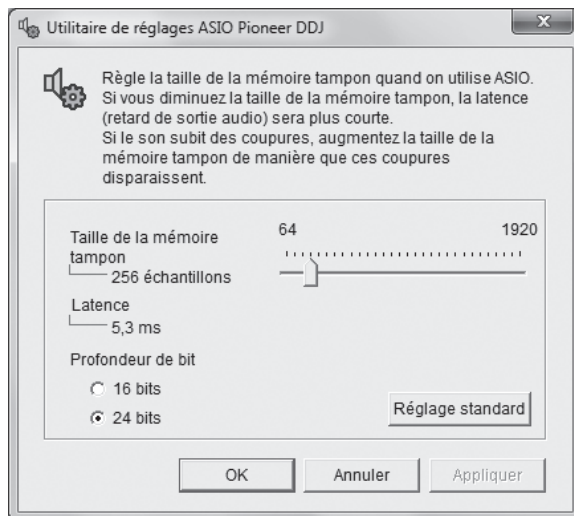 Utilitaire de réglages ASIO Pioneer DDJ
Règle la taille de la mémoire tampon quand on utilise ASIO.
Si vous diminuez la taille de la mémoire tampon, la latence
(retard de sortie audio) sera plus courte.
Si le son subit des coupures, augmentez la taille de la
mémoire tampon de manière que ces coupures
disparaissent.
64 1920
Taille de la mémoire
tampon
256 échantillons
Latence
5,3 ms
Profondeur de bit
16 bits
24 bits
Réglage standard
OK Annuler Appliquer